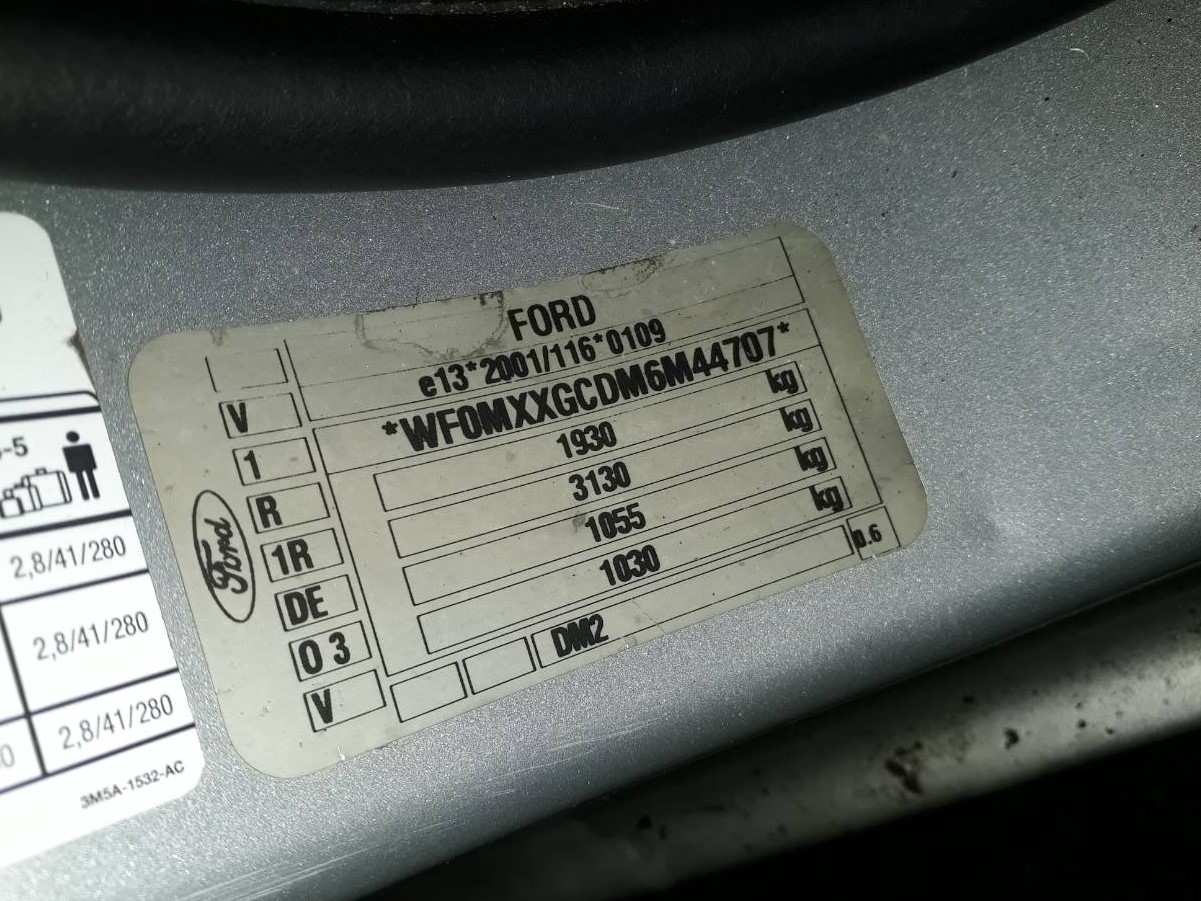 -5
2,8/41/280
2,8/41/280
0
2,8/41/280
3M5A-1532-AC
Ford
FORD
e13*2001/116*0109
*WF0MXXGCDM6M44707*
V
1
R
1R
DE
0 3
V
1930 kg
3130 kg
1055 kg
1030 kg
DM2
0.6